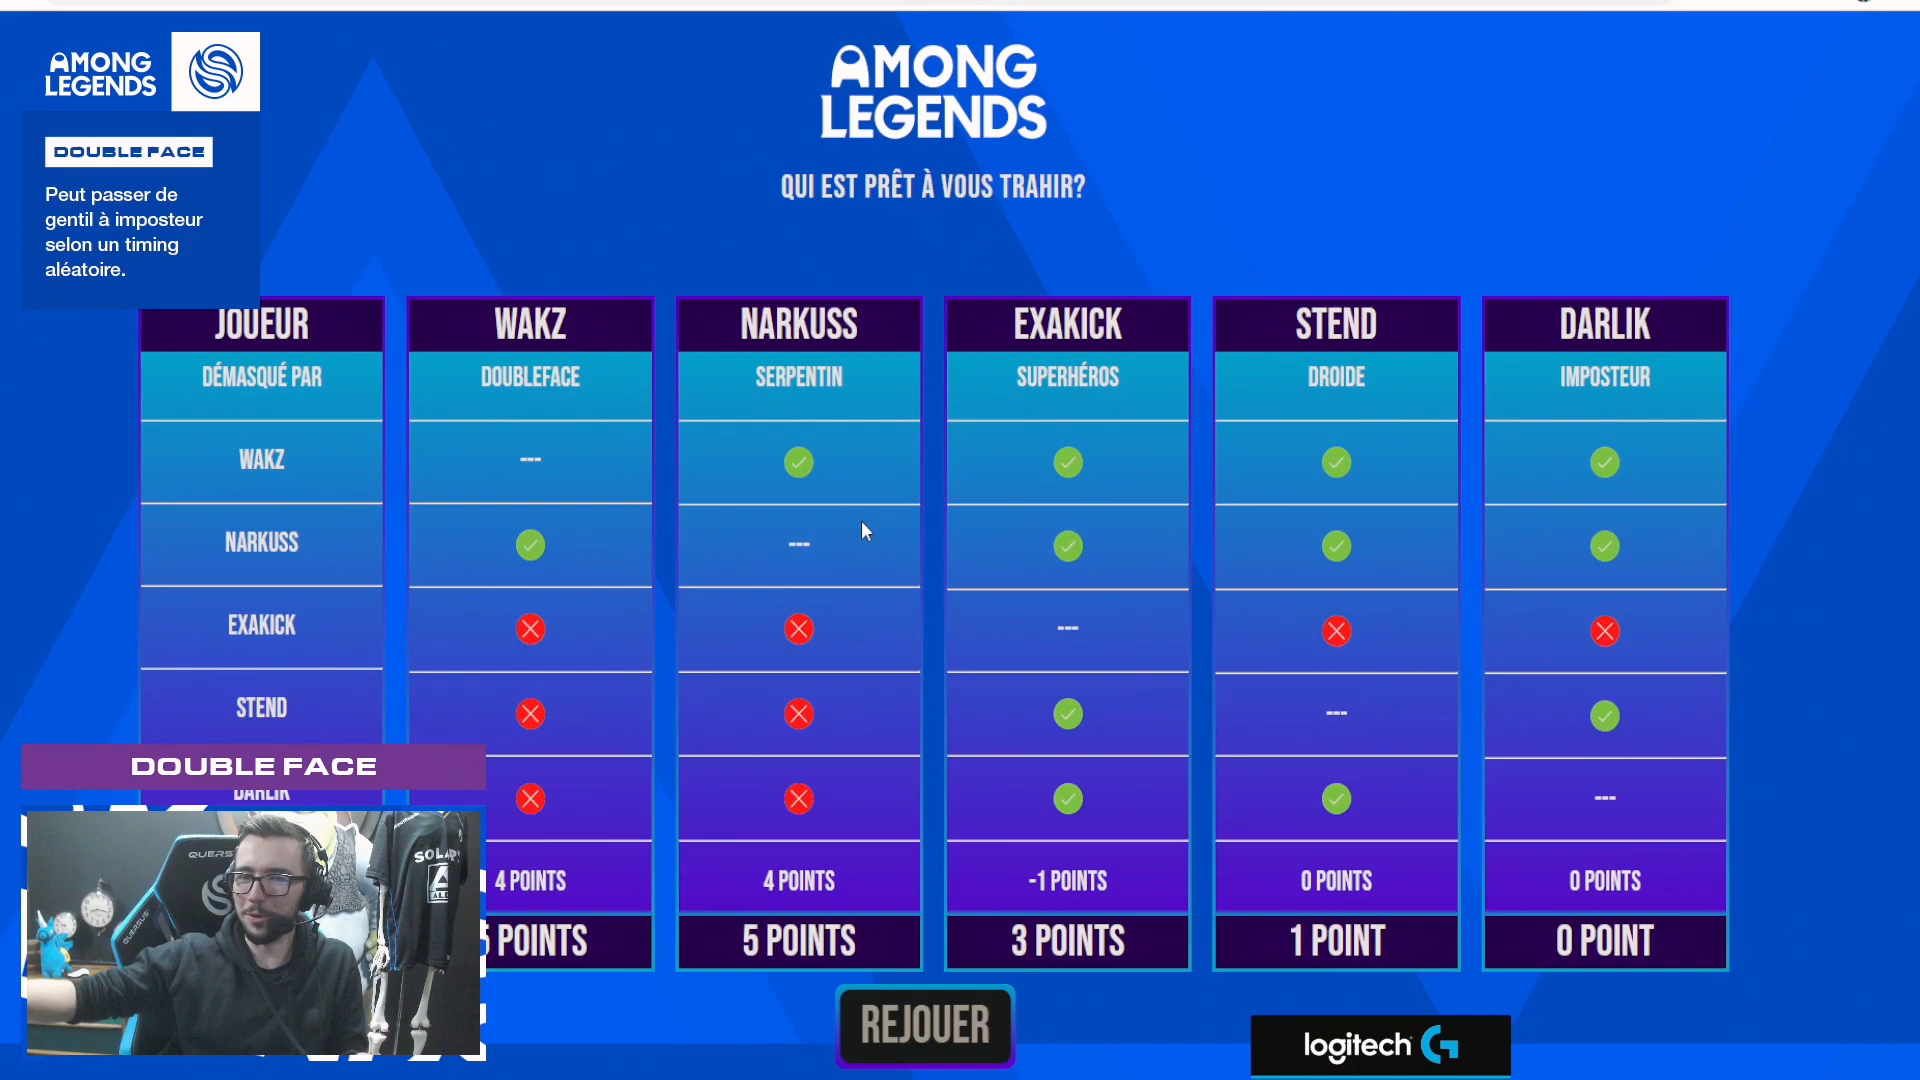 AMONG
LEGENDS
AMONG
LEGENDS
DOUBLE FACE
Peut passer de
gentil à imposteur
selon un timing
aléatoire.
QUI EST PRÊT À VOUS TRAHIR?
JOUEUR WAKZ NARKUSS EXAKICK STEND DARLIK
DÉMASQUÉ PAR DOUBLEFACE SERPENTIN SUPERHÉROS DROIDE IMPOSTEUR
WAKZ ---
NARKUSS ---
EXAKICK ---
STEND ---
DARLIK ---
DOUBLE FACE
4 POINTS 4 POINTS -1 POINTS 0 POINTS 0 POINTS
5 POINTS 5 POINTS 3 POINTS 1 POINT 0 POINT
QUERSUS
REJOUER
logitech G